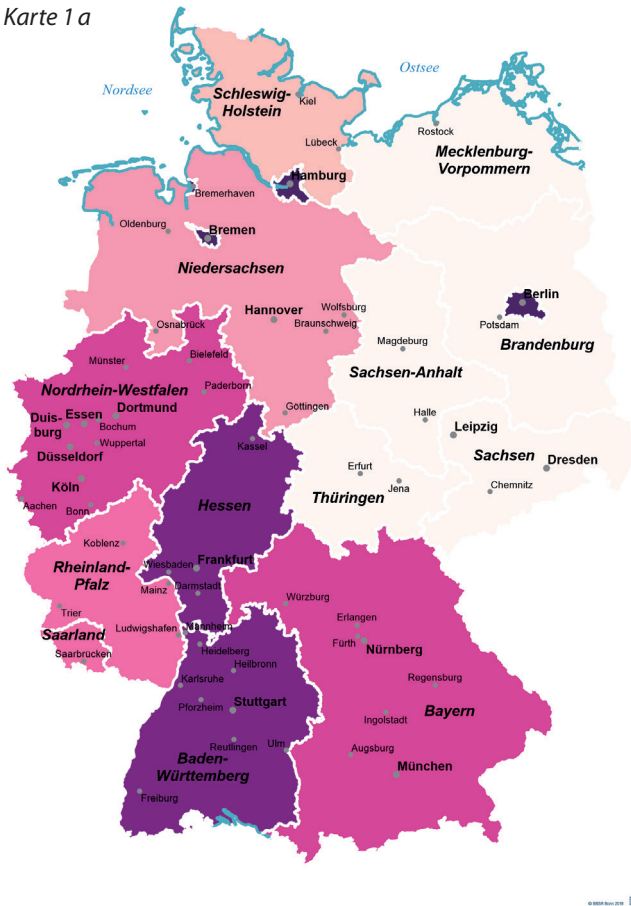 Karte 1 a
Nordsee
Ostsee
Schleswig-
Holstein
Kiel
Lübeck
Rostock
Mecklenburg-
Vorpommern
Hamburg
Bremerhaven
Oldenburg
Bremen
Niedersachsen
Hannover
Wolfsburg
Braunschweig
Osnabrück
Berlin
Potsdam
Brandenburg
Magdeburg
Sachsen-Anhalt
Münster
Bielefeld
Nordrhein-Westfalen
Paderborn
Duis-
burg
Essen
Dortmund
Bochum
Wuppertal
Düsseldorf
Köln
Aachen
Bonn
Göttingen
Halle
Leipzig
Sachsen
Dresden
Chemnitz
Kassel
Hessen
Erfurt
Jena
Thüringen
Koblenz
Rheinland-
Pfalz
Wiesbaden
Frankfurt
Mainz
Darmstadt
Trier
Saarland
Saarbrücken
Ludwigshafen
Mannheim
Heidelberg
Würzburg
Erlangen
Fürth
Nürnberg
Heilbronn
Karlsruhe
Pforzheim
Stuttgart
Regensburg
Ingolstadt
Bayern
Reutlingen
Ulm
Augsburg
München
Baden-
Württemberg
Freiburg
© BBSR Bonn 2019